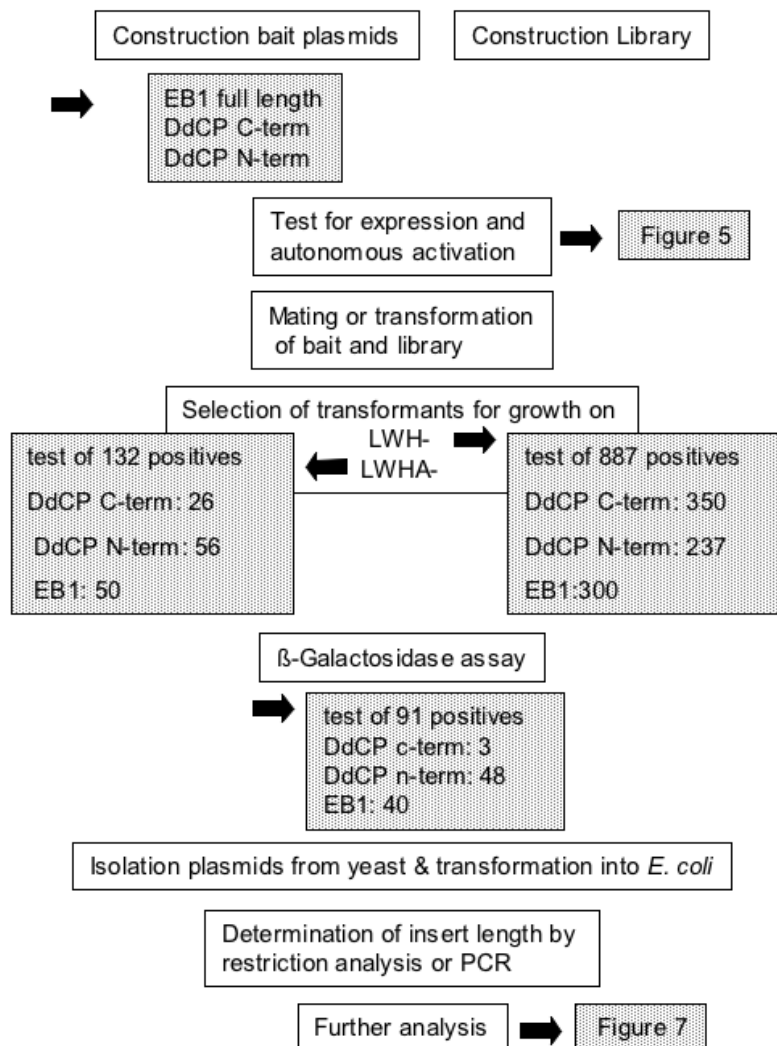 Construction bait plasmids
Construction Library
EB1 full length
DdCP C-term
DdCP N-term
Test for expression and
autonomous activation
Figure 5
Mating or transformation
of bait and library
Selection of transformants for growth on
LWH-
LWHA-
test of 132 positives
DdCP C-term: 26
DdCP N-term: 56
EB1: 50
test of 887 positives
DdCP C-term: 350
DdCP N-term: 237
EB1:300
ß-Galactosidase assay
test of 91 positives
DdCP c-term: 3
DdCP n-term: 48
EB1: 40
Isolation plasmids from yeast & transformation into E. coli
Determination of insert length by
restriction analysis or PCR
Further analysis
Figure 7